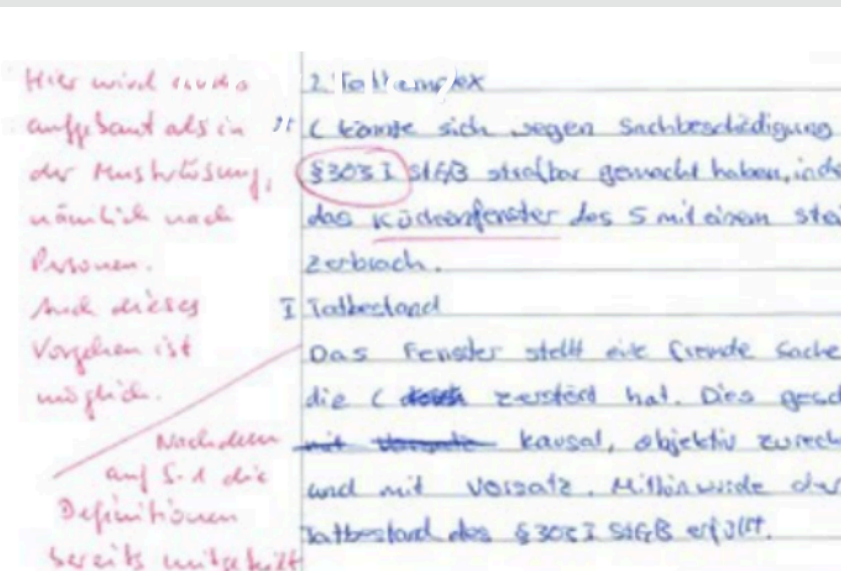 Hier wird
aufgebaut als in
der Musterlösung,
nämlich nach
Personen.
Auch dieses
Vorgehen ist
möglich.
Nachdem
auf S. 1 die
Definitionen
bereits mitgeteilt
2. Tatkomplex
C könnte sich wegen Sachbeschädigung
§303 I StGB strafbar gemacht haben, inde
das Küchenfenster des S mit einem stei
zerbrach.
I Tatbestand
Das Fenster stellt eine fremde Sache
die C zerstört hat. Dies gesch
kausal, objektiv zurech
und mit Vorsatz. Mithin wurde der
Tatbestand des §303 I StGB erfüllt.